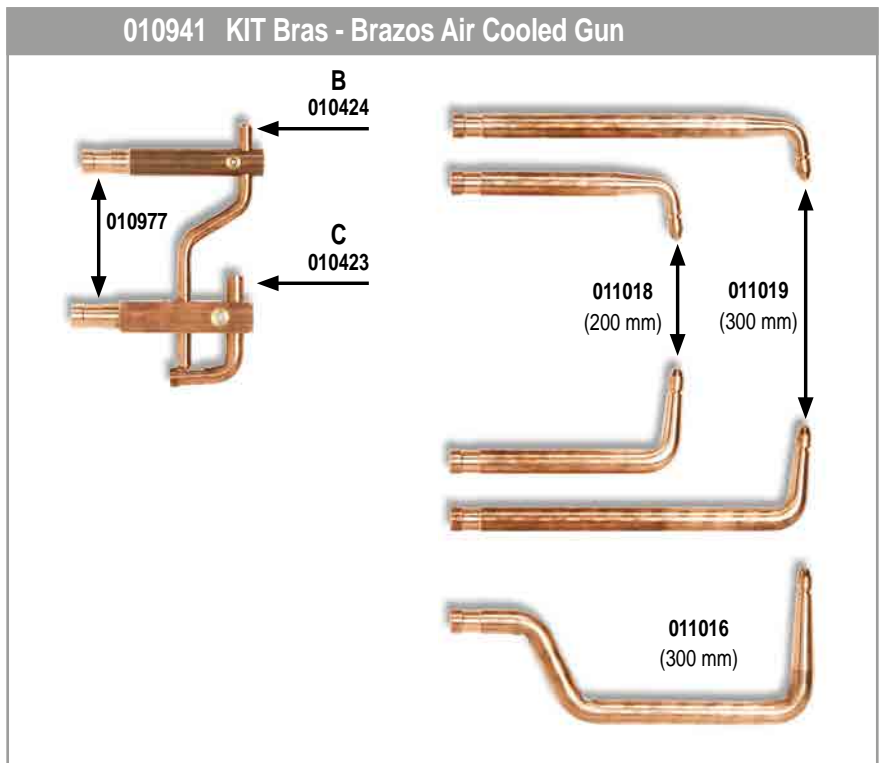 010941 KIT Bras - Brazos Air Cooled Gun
B
010424
010977
C
010423
011018
(200 mm)
011019
(300 mm)
011016
(300 mm)